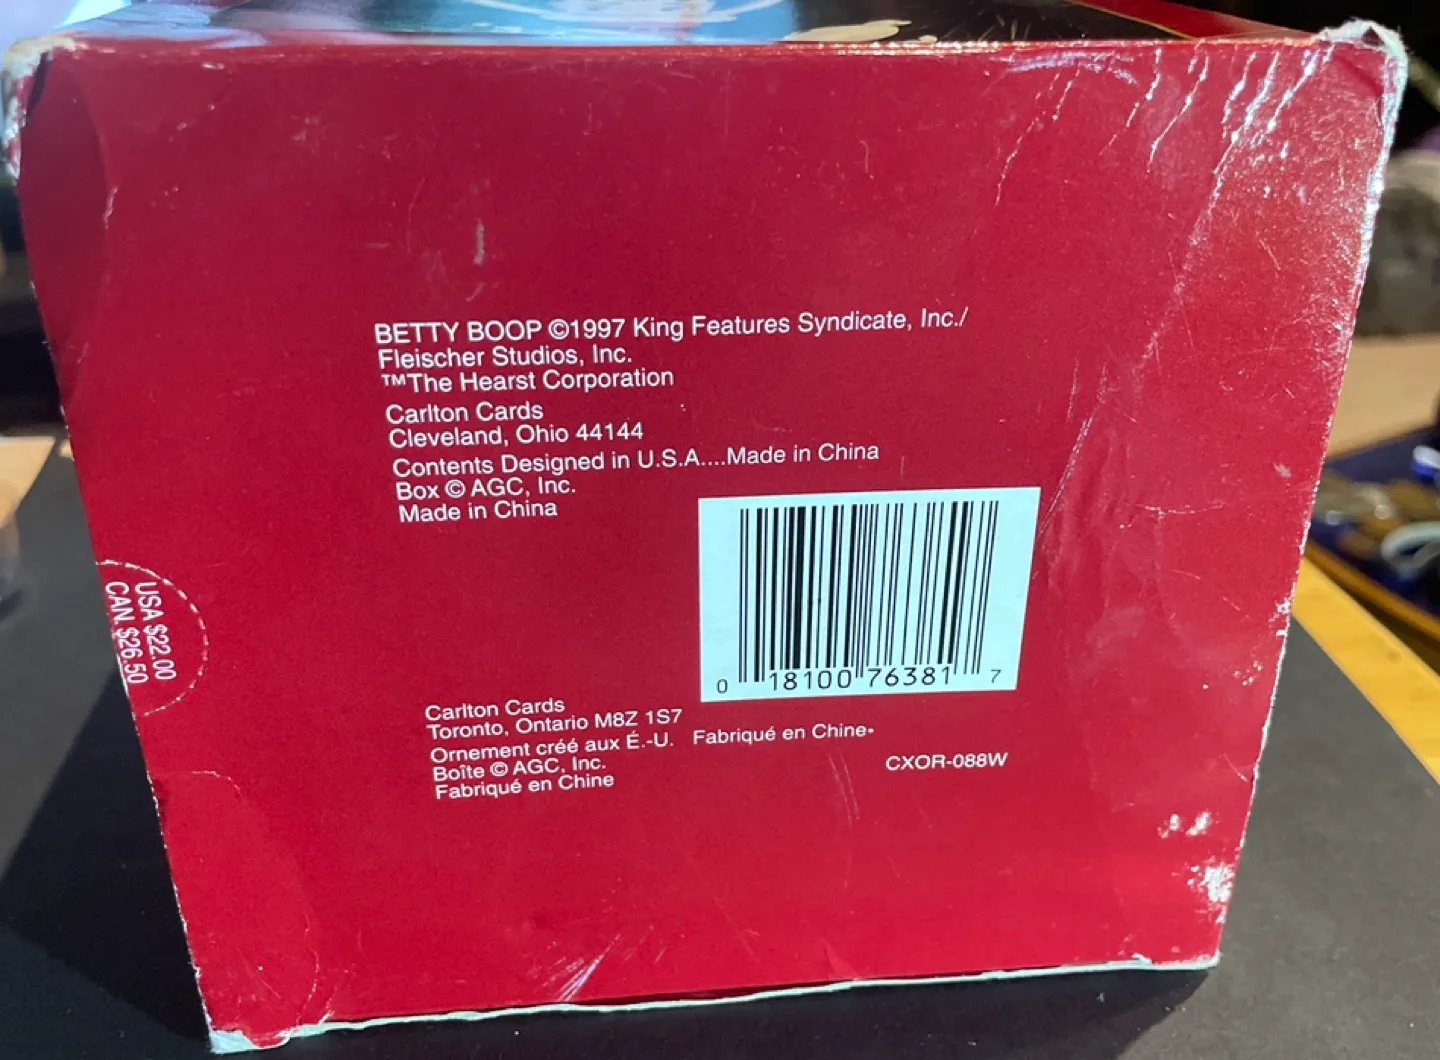 BETTY BOOP ©1997 King Features Syndicate, Inc./
Fleischer Studios, Inc.
™The Hearst Corporation
Carlton Cards
Cleveland, Ohio 44144
Contents Designed in U.S.A....Made in China
Box © AGC, Inc.
Made in China
0 18100 76381 7
USA $22.00
CAN. $26.50
Carlton Cards
Toronto, Ontario M8Z 1S7
Ornement créé aux É.-U. Fabriqué en Chine•
Boîte © AGC, Inc.
Fabriqué en Chine
CXOR-088W